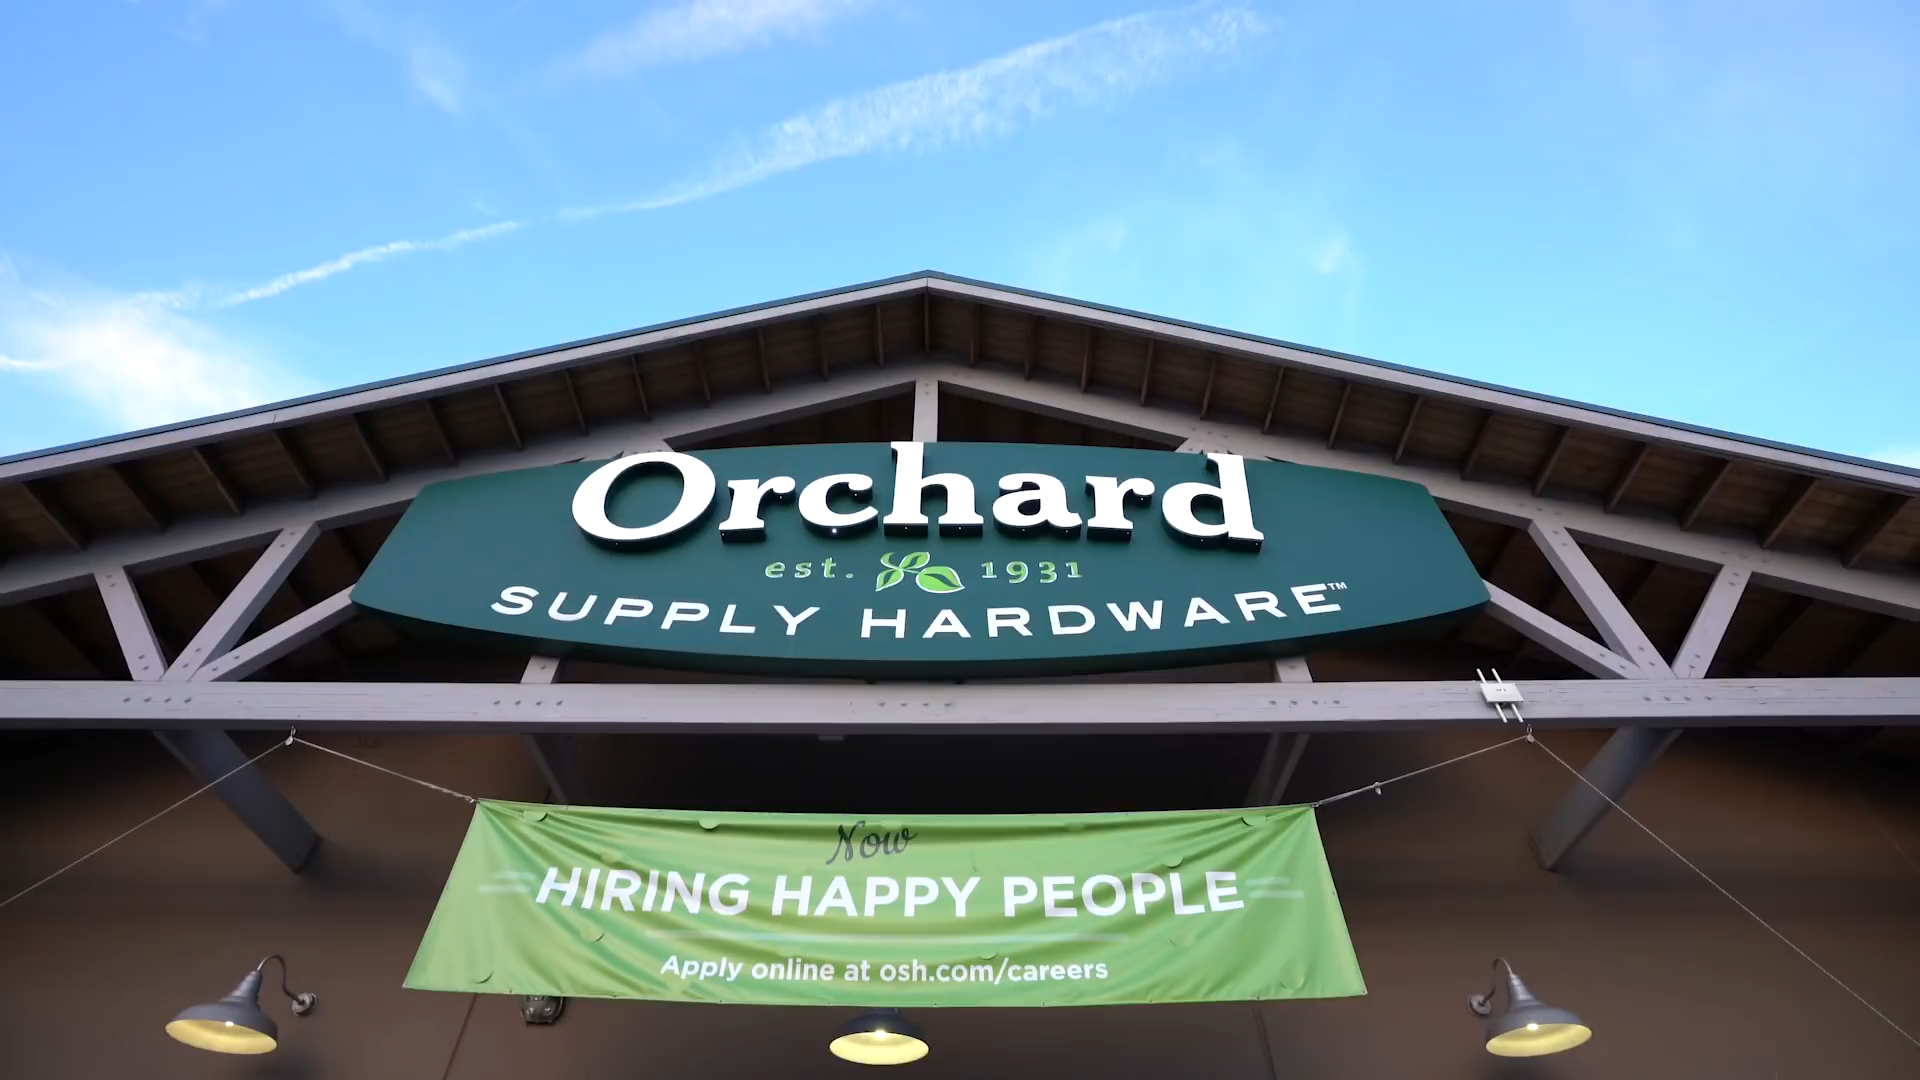 Orchard
est. 1931
SUPPLY HARDWARE™
Now
HIRING HAPPY PEOPLE
Apply online at osh.com/careers